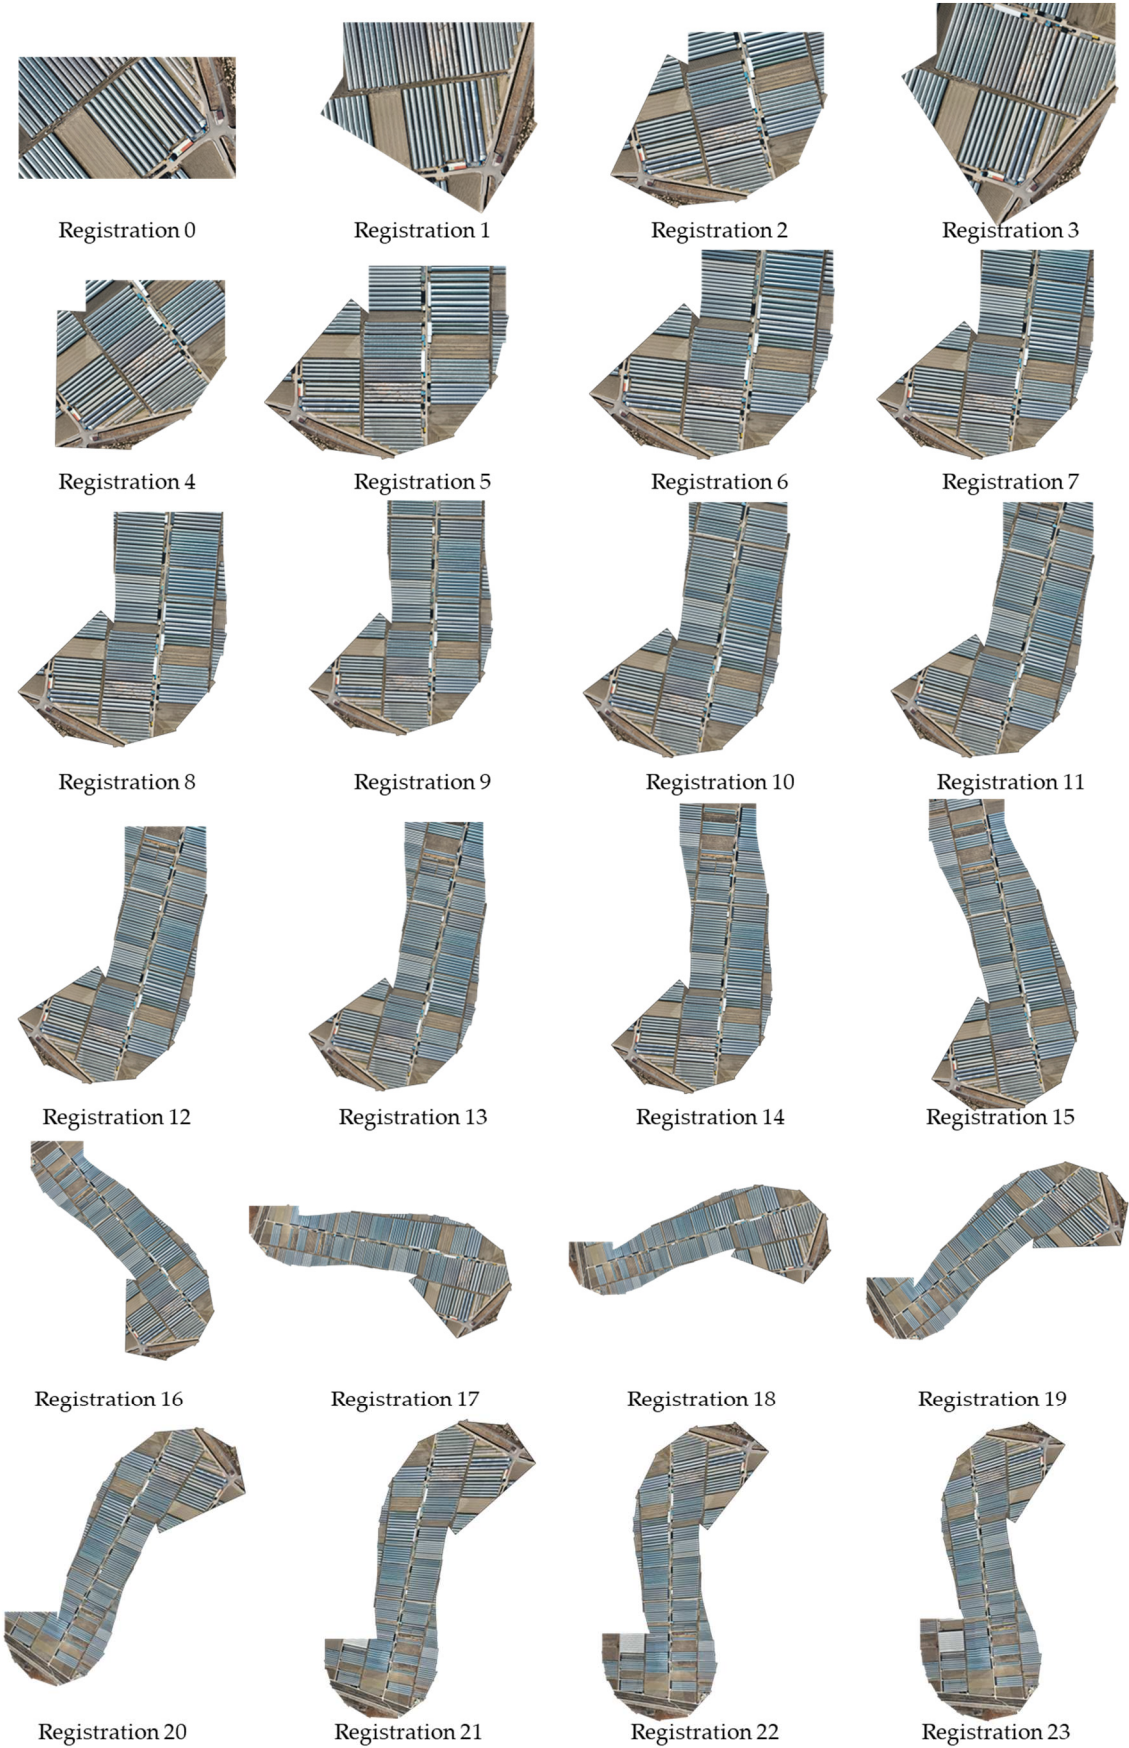 Registration 0
Registration 1
Registration 2
Registration 3
Registration 4
Registration 5
Registration 6
Registration 7
Registration 8
Registration 9
Registration 10
Registration 11
Registration 12
Registration 13
Registration 14
Registration 15
Registration 16
Registration 17
Registration 18
Registration 19
Registration 20
Registration 21
Registration 22
Registration 23